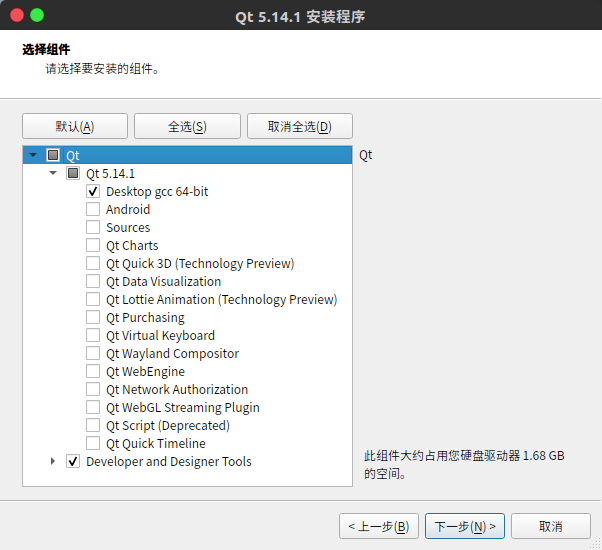 Qt 5.14.1 安装程序
选择组件
请选择要安装的组件。
默认(A)
全选(S)
取消全选(D)
Qt
Qt
Qt 5.14.1
Desktop gcc 64-bit
Android
Sources
Qt Charts
Qt Quick 3D (Technology Preview)
Qt Data Visualization
Qt Lottie Animation (Technology Preview)
Qt Purchasing
Qt Virtual Keyboard
Qt Wayland Compositor
Qt WebEngine
Qt Network Authorization
Qt WebGL Streaming Plugin
Qt Script (Deprecated)
Qt Quick Timeline
Developer and Designer Tools
此组件大约占用您硬盘驱动器 1.68 GB
的空间。
< 上一步(B)
下一步(N) >
取消